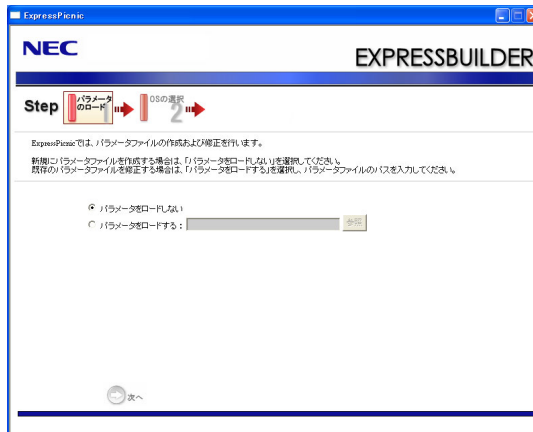 ExpressPicnic
NEC
EXPRESSBUILDER
Step パラメータのロード 1 OSの選択 2
ExpressPicnicでは、パラメータファイルの作成および修正を行います。
新規にパラメータファイルを作成する場合は、「パラメータをロードしない」を選択してください。
既存のパラメータファイルを修正する場合は、「パラメータをロードする」を選択し、パラメータファイルのパスを入力してください。
パラメータをロードしない
パラメータをロードする： 参照
次へ